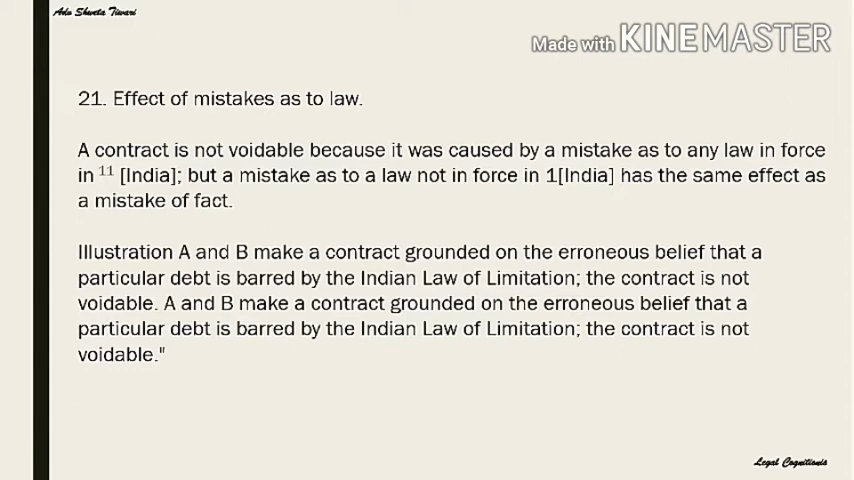 Adv Shweta Tiwari
Made with KINEMASTER
21. Effect of mistakes as to law.
A contract is not voidable because it was caused by a mistake as to any law in force
in 11 [India]; but a mistake as to a law not in force in 1[India] has the same effect as
a mistake of fact.
Illustration A and B make a contract grounded on the erroneous belief that a
particular debt is barred by the Indian Law of Limitation; the contract is not
voidable. A and B make a contract grounded on the erroneous belief that a
particular debt is barred by the Indian Law of Limitation; the contract is not
voidable."
Legal Cognitionis